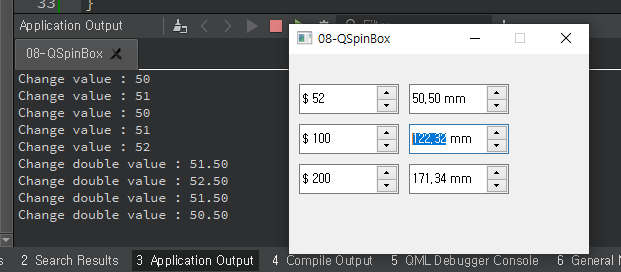 33 }
Application Output
Filter
08-QSpinBox
Change value : 50
Change value : 51
Change value : 50
Change value : 51
Change value : 52
Change double value : 51.50
Change double value : 52.50
Change double value : 51.50
Change double value : 50.50
08-QSpinBox
$ 52 50,50 mm
$ 100 122,32 mm
$ 200 171,34 mm
s 2 Search Results 3 Application Output 4 Compile Output 5 QML Debugger Console 6 General